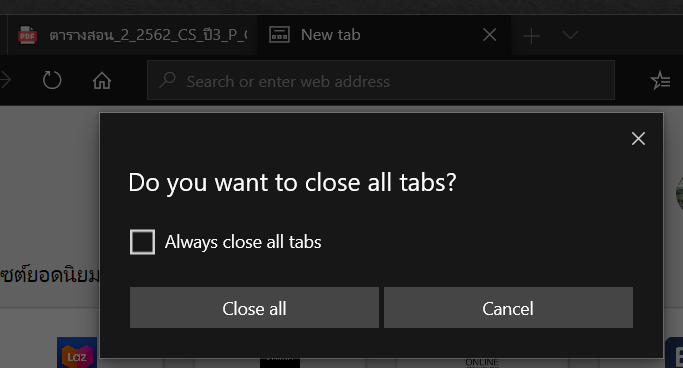 PDF
ตารางสอน_2_2562_CS_ปี3_P_
New tab
Search or enter web address
Do you want to close all tabs?
Always close all tabs
ซต์ยอดนิยม
Close all
Cancel
Laz
ONLINE